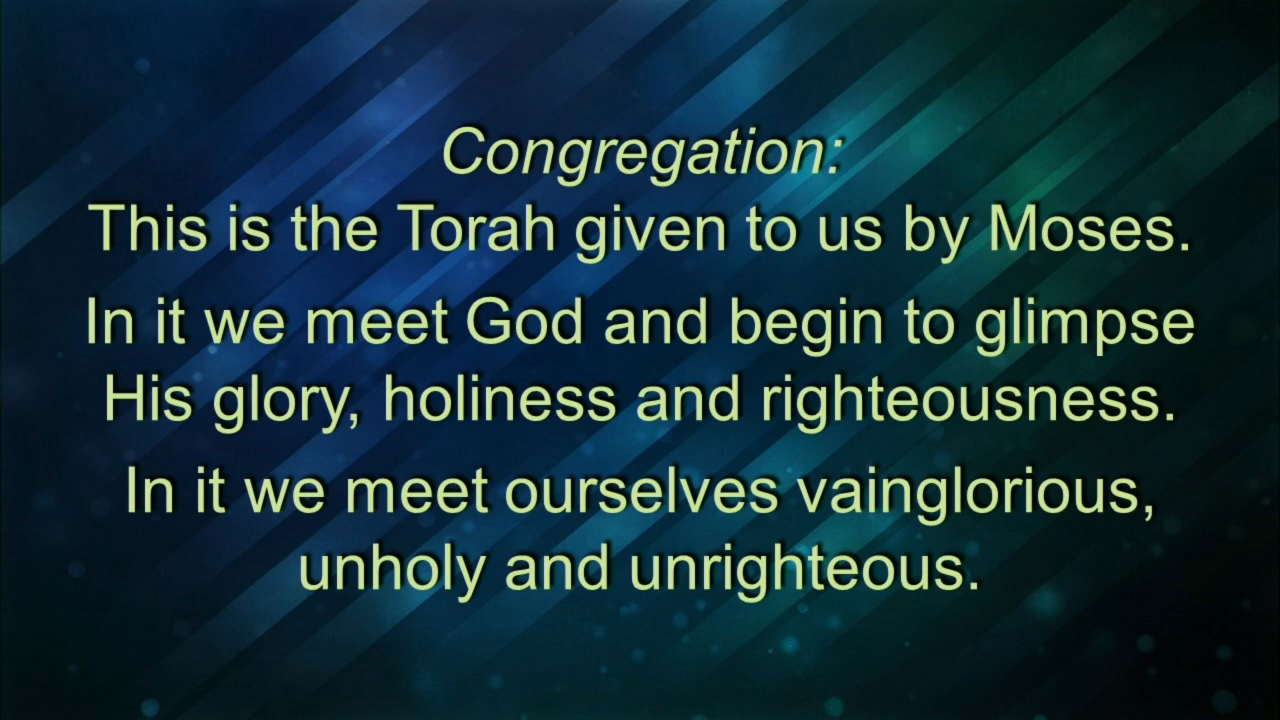 Congregation:
This is the Torah given to us by Moses.
In it we meet God and begin to glimpse
His glory, holiness and righteousness.
In it we meet ourselves vainglorious,
unholy and unrighteous.